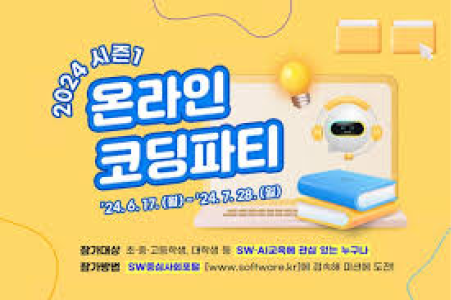 2024 시즌1
온라인
코딩파티
'24. 6. 17. (월) ~ '24. 7. 28. (일)
참가대상 초·중·고등학생, 대학생 등 SW·AI교육에 관심 있는 누구나
참가방법 SW중심사회포털 [www.software.kr]에 접속해 미션에 도전!